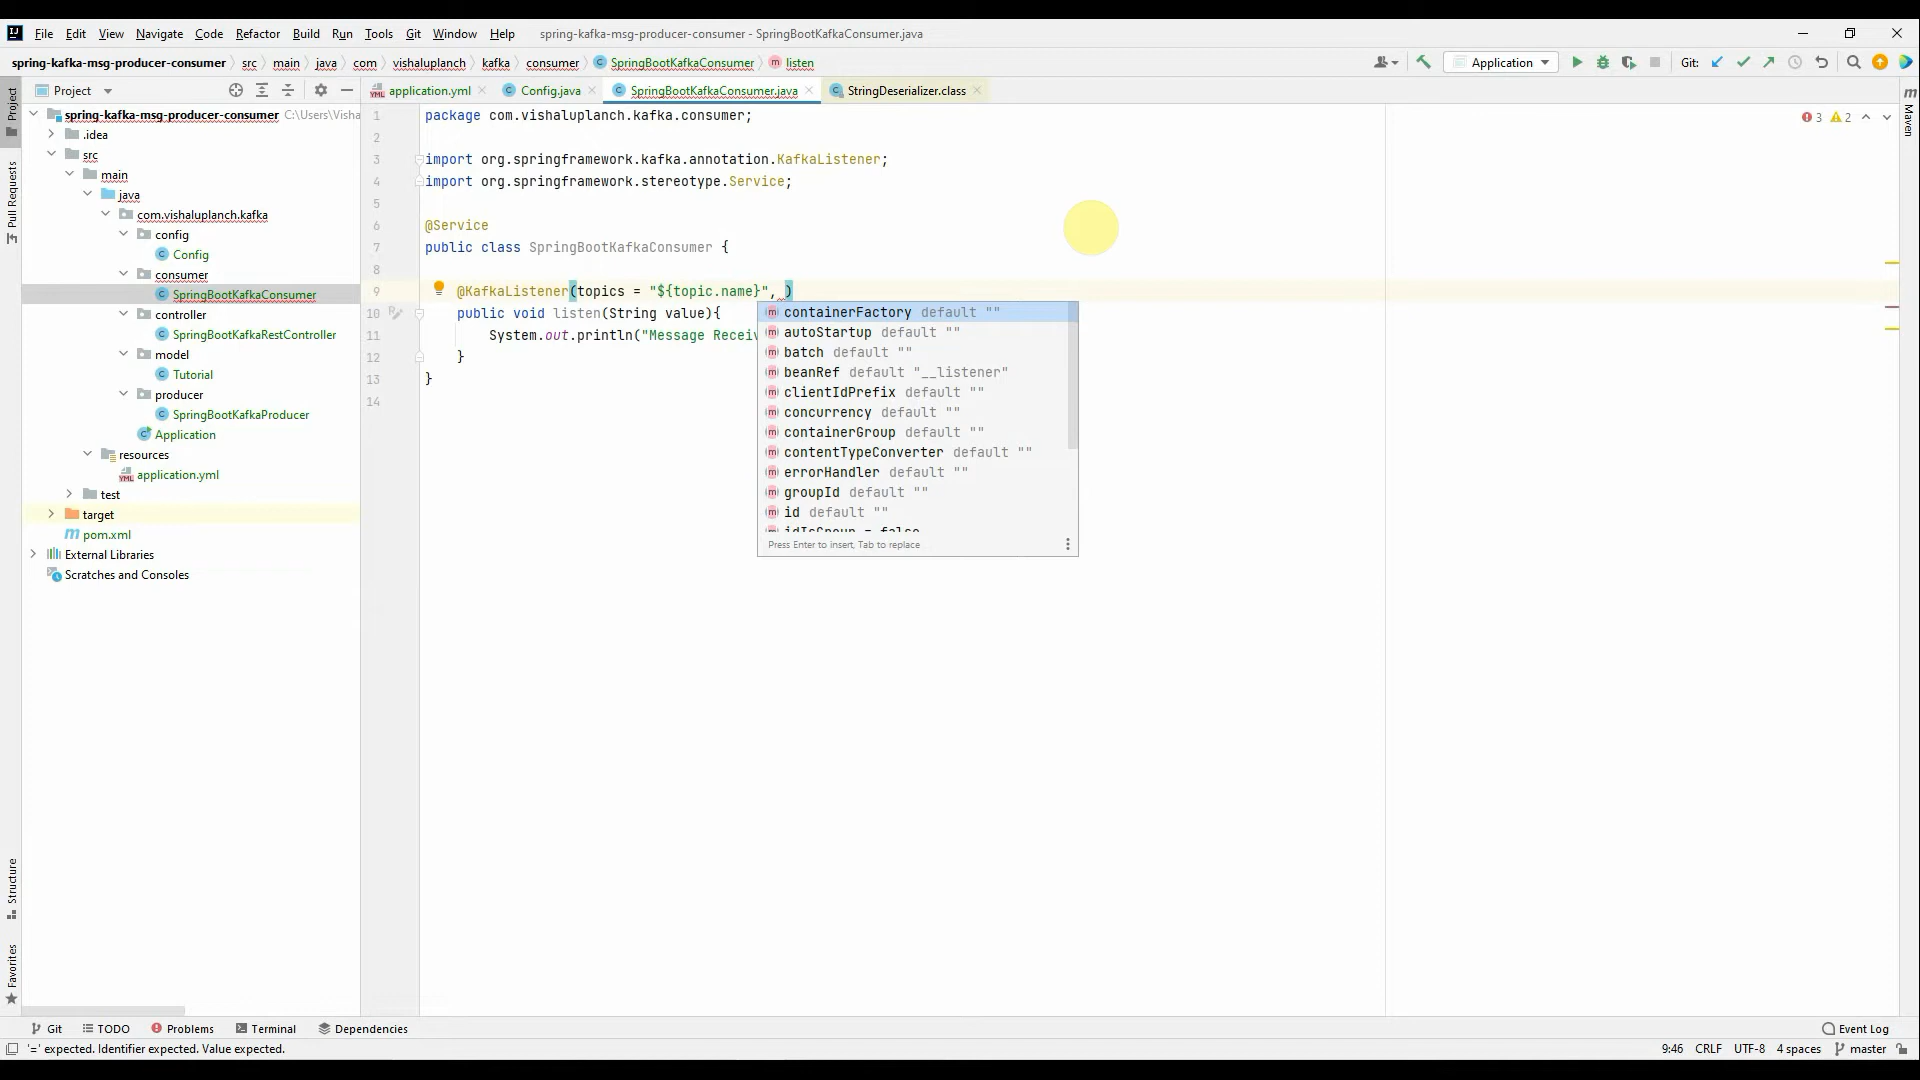 File Edit View Navigate Code Refactor Build Run Tools Git Window Help spring-kafka-msg-producer-consumer - SpringBootKafkaConsumer.java
spring-kafka-msg-producer-consumer src main java com vishaluplanch kafka consumer SpringBootKafkaConsumer listen Application Git:
Project application.yml Config.java SpringBootKafkaConsumer.java StringDeserializer.class
spring-kafka-msg-producer-consumer C:\Users\Visha
.idea
src
main
java
com.vishaluplanch.kafka
config
Config
consumer
SpringBootKafkaConsumer
controller
SpringBootKafkaRestController
model
Tutorial
producer
SpringBootKafkaProducer
Application
resources
application.yml
test
target
pom.xml
External Libraries
Scratches and Consoles
1 package com.vishaluplanch.kafka.consumer;
2
3 import org.springframework.kafka.annotation.KafkaListener;
4 import org.springframework.stereotype.Service;
5
6 @Service
7 public class SpringBootKafkaConsumer {
8
9 @KafkaListener(topics = "${topic.name}", )
10 public void listen(String value){
11 System.out.println("Message Receiv
12 }
13 }
14
3 2
containerFactory default ""
autoStartup default ""
batch default ""
beanRef default "__listener"
clientIdPrefix default ""
concurrency default ""
containerGroup default ""
contentTypeConverter default ""
errorHandler default ""
groupId default ""
id default ""
idIsGroup = false
Press Enter to insert, Tab to replace
Project
Pull Requests
Structure
Favorites
Maven
Git TODO Problems Terminal Dependencies Event Log
'=' expected. Identifier expected. Value expected. 9:46 CRLF UTF-8 4 spaces master